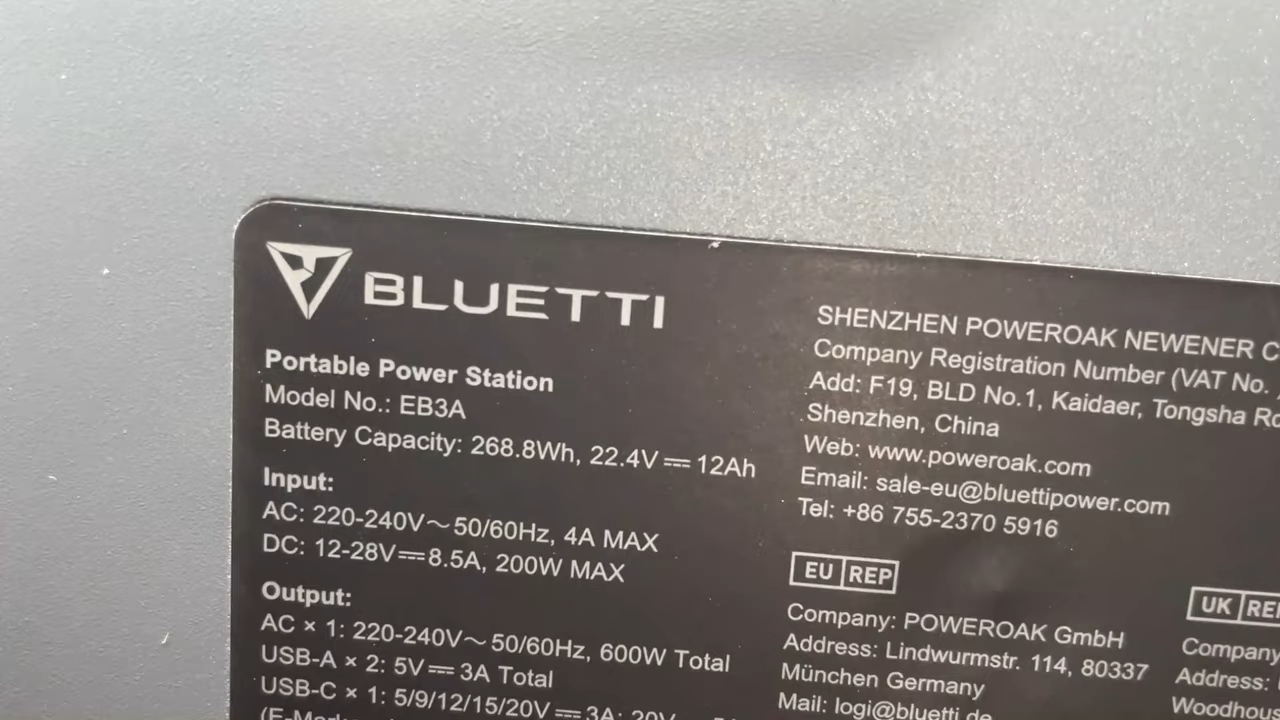 BLUETTI
Portable Power Station
Model No.: EB3A
Battery Capacity: 268.8Wh, 22.4V⎓12Ah
Input:
AC: 220-240V~50/60Hz, 4A MAX
DC: 12-28V⎓8.5A, 200W MAX
Output:
AC × 1: 220-240V~50/60Hz, 600W Total
USB-A × 2: 5V⎓3A Total
USB-C × 1: 5/9/12/15/20V⎓3A; 20V
SHENZHEN POWEROAK NEWENER
Company Registration Number (VAT No.
Add: F19, BLD No.1, Kaidaer, Tongsha
Shenzhen, China
Web: www.poweroak.com
Email: sale-eu@bluettipower.com
Tel: +86 755-2370 5916
EU REP
Company: POWEROAK GmbH
Address: Lindwurmstr. 114, 80337
München Germany
Mail: logi@bluetti.de
UK
Company
Address: